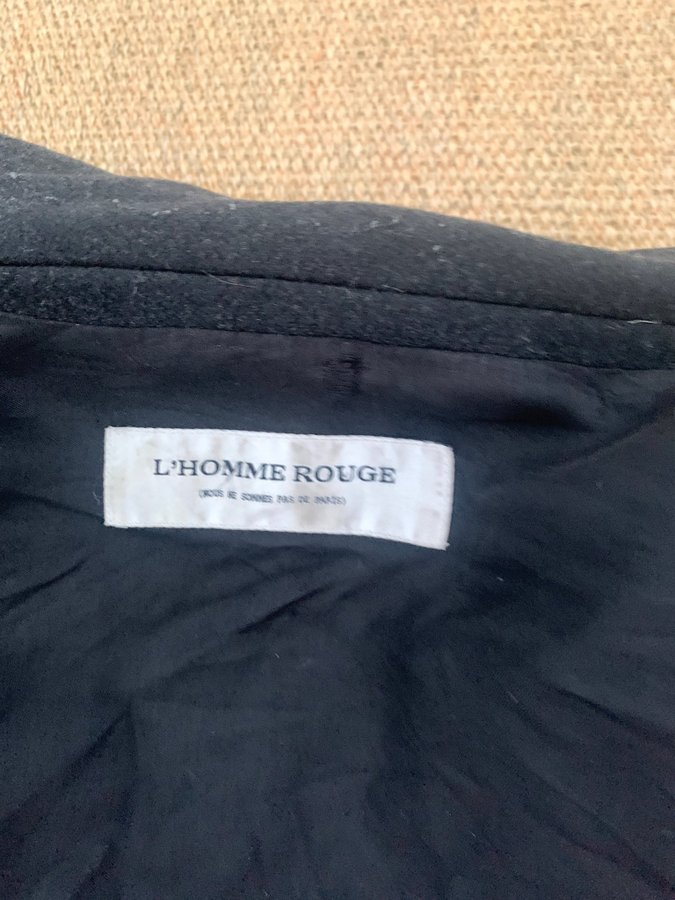 L'HOMME ROUGE
(NOUS NE SOMMES PAS DE PARIS)